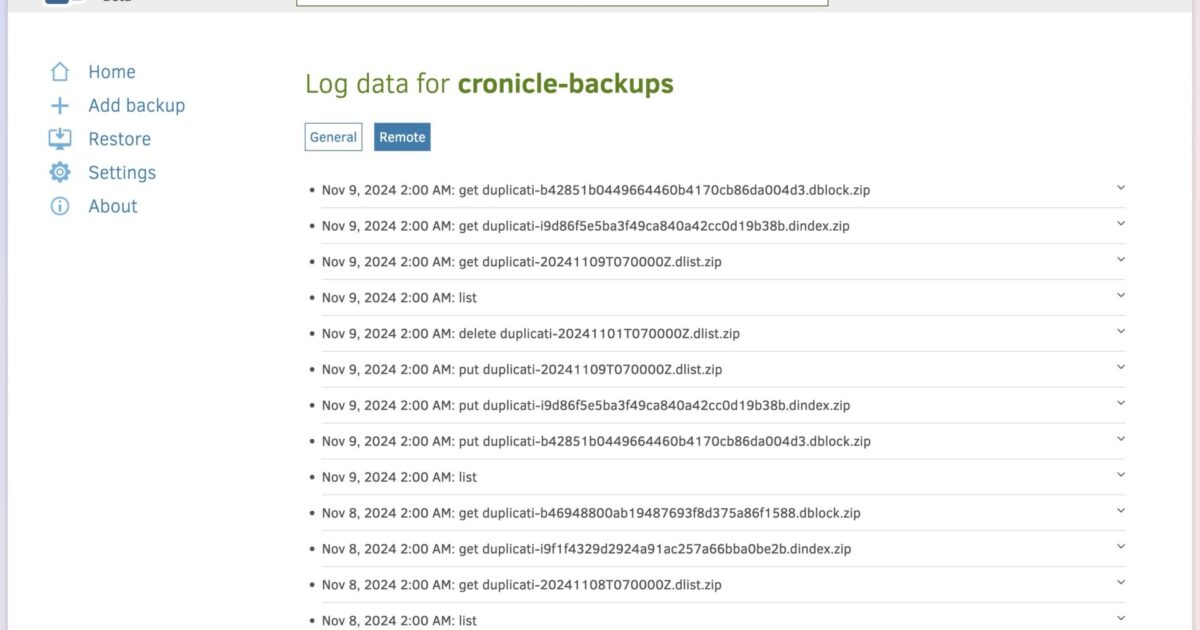 Home
Add backup
Restore
Settings
About
Log data for cronicle-backups
General Remote
• Nov 9, 2024 2:00 AM: get duplicati-b42851b0449664460b4170cb86da004d3.dblock.zip
• Nov 9, 2024 2:00 AM: get duplicati-i9d86f5e5ba3f49ca840a42cc0d19b38b.dindex.zip
• Nov 9, 2024 2:00 AM: get duplicati-20241109T070000Z.dlist.zip
• Nov 9, 2024 2:00 AM: list
• Nov 9, 2024 2:00 AM: delete duplicati-20241101T070000Z.dlist.zip
• Nov 9, 2024 2:00 AM: put duplicati-20241109T070000Z.dlist.zip
• Nov 9, 2024 2:00 AM: put duplicati-i9d86f5e5ba3f49ca840a42cc0d19b38b.dindex.zip
• Nov 9, 2024 2:00 AM: put duplicati-b42851b0449664460b4170cb86da004d3.dblock.zip
• Nov 9, 2024 2:00 AM: list
• Nov 8, 2024 2:00 AM: get duplicati-b46948800ab19487693f8d375a86f1588.dblock.zip
• Nov 8, 2024 2:00 AM: get duplicati-i9f1f4329d2924a91ac257a66bba0be2b.dindex.zip
• Nov 8, 2024 2:00 AM: get duplicati-20241108T070000Z.dlist.zip
• Nov 8, 2024 2:00 AM: list